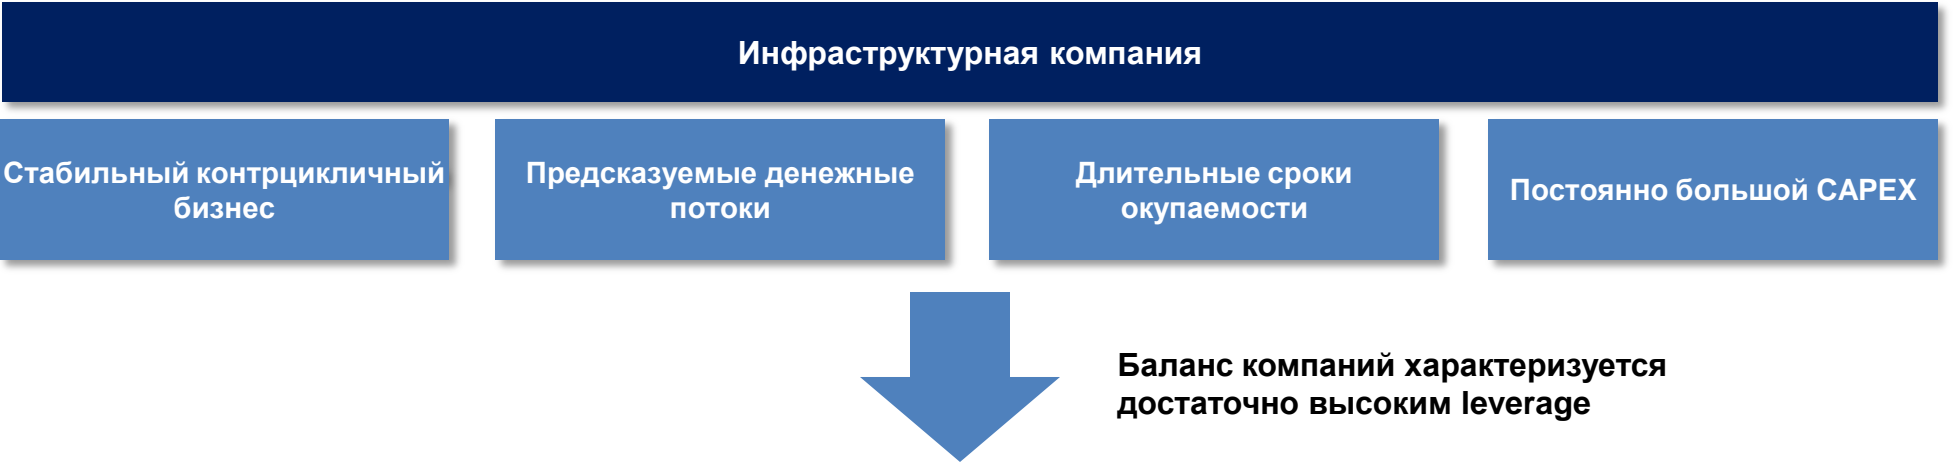 Инфраструктурная компания
Стабильный контрцикличный
бизнес
Предсказуемые денежные
потоки
Длительные сроки
окупаемости
Постоянно большой CAPEX
Баланс компаний характеризуется
достаточно высоким leverage